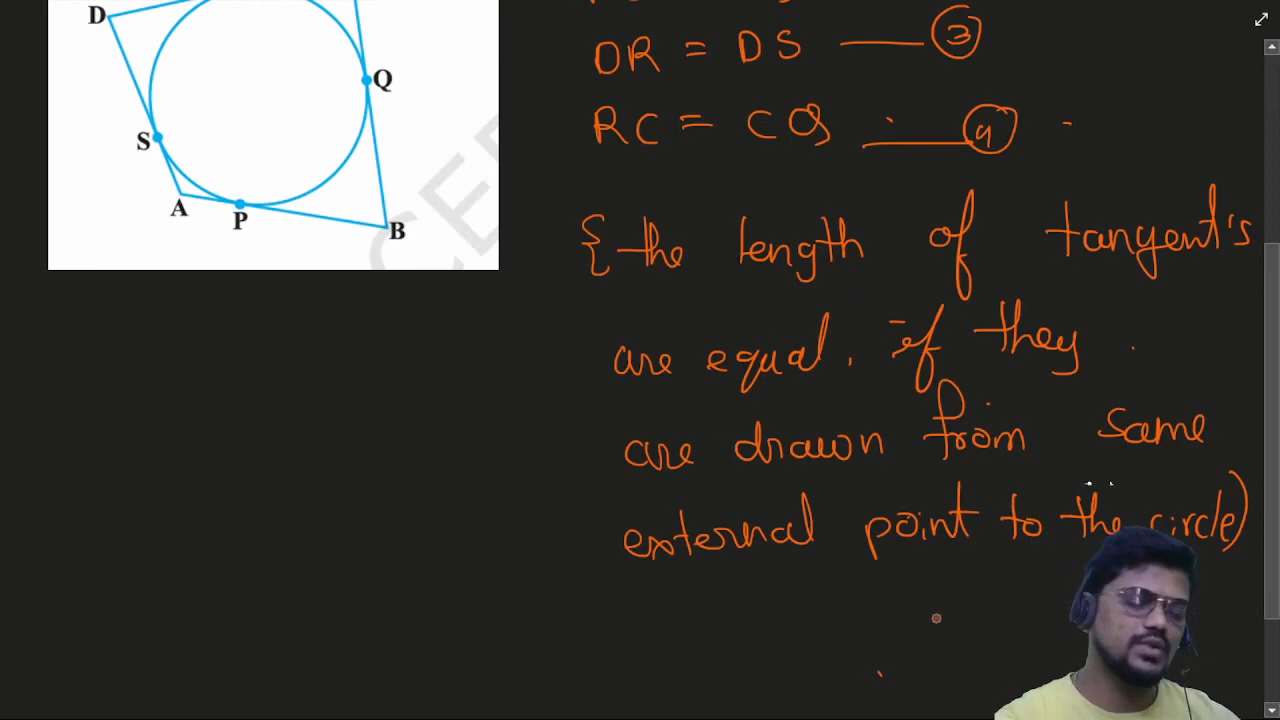 D
Q
S
A
P
B
DR = DS ③
RC = CQ ④
{ the length of tangent's
are equal. if they
are drawn from same
external point to the circle)